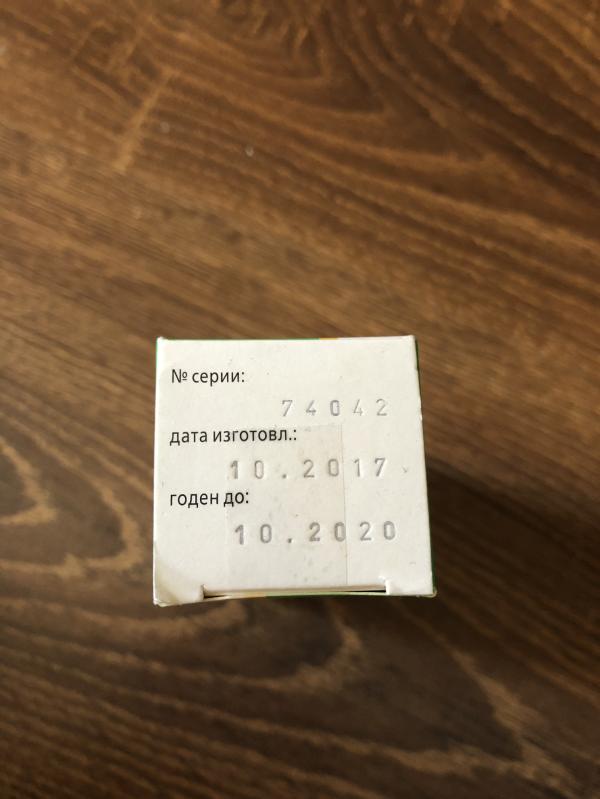 № серии:
74042
дата изготовл.:
10.2017
годен до:
10.2020